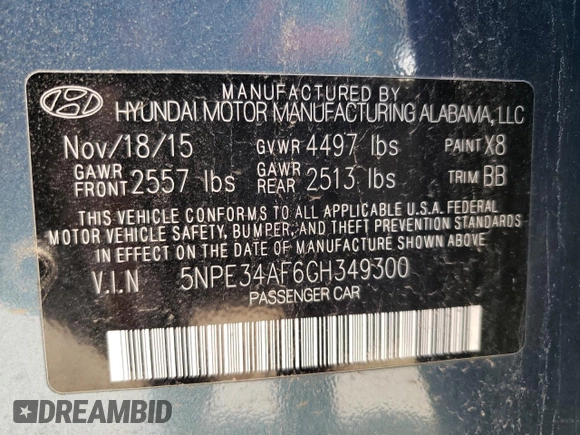 MANUFACTURED BY
HYUNDAI MOTOR MANUFACTURING ALABAMA, LLC
Nov/18/15 GVWR 4497 lbs PAINT X8
GAWR FRONT 2557 lbs GAWR REAR 2513 lbs TRIM BB
THIS VEHICLE CONFORMS TO ALL APPLICABLE U.S.A. FEDERAL
MOTOR VEHICLE SAFETY, BUMPER, AND THEFT PREVENTION STANDARDS
IN EFFECT ON THE DATE OF MANUFACTURE SHOWN ABOVE.
V.I.N 5NPE34AF6GH349300
PASSENGER CAR
DREAMBID